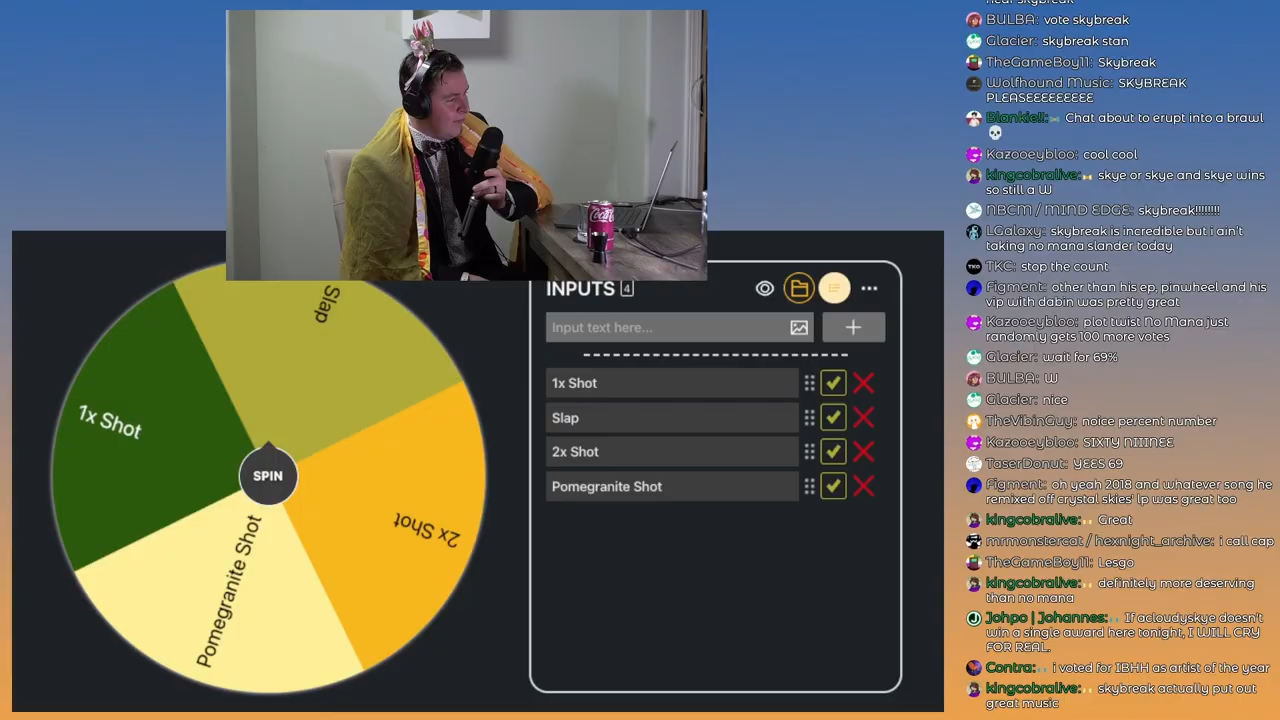 near skybreak
BULBA: vote skybreak
Glacier: skybreak stan
TheGameBoy11: Skybreak
Wolfhound Music: SKYBREAK
PLEASEEEEEEEEE
Blankie!!: Chat about to erupt into a brawl
Kazooeybloo: cool cool
kingcobralive: skye or skye and skye wins
so still a W
NBCM / MIND EDGE: skybreak!!!!!!!!
LGalaxy: skybreak is incredible but i ain't
taking no mana slander today
TKC: stop the count
Figment: other than his ep, pinwheel and his
vip with dabin was pretty great
Kazooeybloo: plot twist No Mana just
randomly gets 100 more votes
Glacier: wait for 69%
BULBA: W
Glacier: nice
TheVibinGuy: noice percent number
Kazooeybloo: SIXTY NIIINEE
TaserDonut: YEES 69
Figment: oh yeah 2018 and whatever song he
remixed off crystal skies' lp was great too
kingcobralive: Great
mrmonstercat / hexnight_archive: i call cap
TheGameBoy11: Lesgo
kingcobralive: definitely more deserving
than no mana
Johpo | Johannes: If acloudyskye doesn't
win a single award here tonight, I WILL CRY
FOR REAL.
Contra: i voted for IBHH as artist of the year
kingcobralive: skybreak actually put out
great music
Slap
1x Shot
SPIN
2x Shot
Pomegranite Shot
INPUTS 4
Input text here...
1x Shot
Slap
2x Shot
Pomegranite Shot